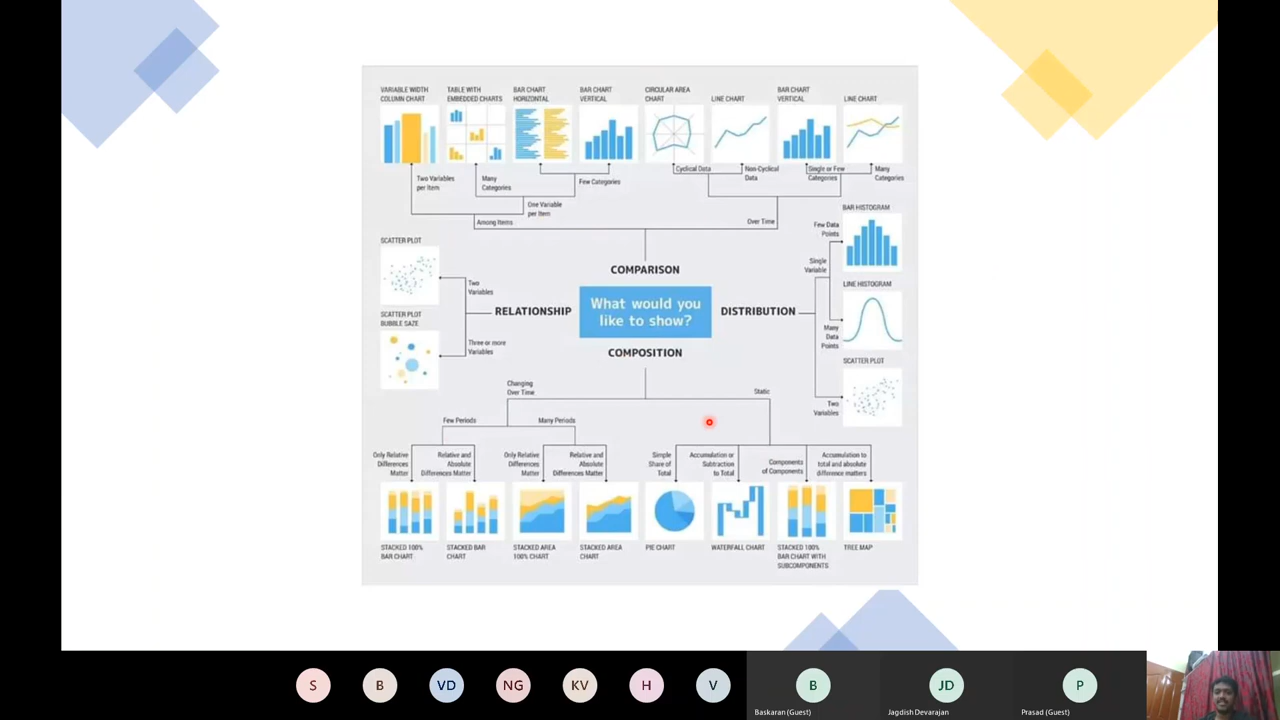 VARIABLE WIDTH
COLUMN CHART
TABLE WITH
EMBEDDED CHARTS
BAR CHART
HORIZONTAL
BAR CHART
VERTICAL
CIRCULAR AREA
CHART
LINE CHART
BAR CHART
VERTICAL
LINE CHART
Two Variables
per Item
Many
Categories
Few Categories
Cyclical Data
Non-Cyclical
Data
Single or Few
Categories
Many
Categories
One Variable
per Item
Among Items
Over Time
BAR HISTOGRAM
Few Data
Points
SCATTER PLOT
Single
Variable
COMPARISON
Two
Variables
LINE HISTOGRAM
RELATIONSHIP
What would you
like to show?
DISTRIBUTION
SCATTER PLOT
BUBBLE SAZE
Many
Data
Points
Three or more
Variables
COMPOSITION
SCATTER PLOT
Changing
Over Time
Static
Two
Variables
Few Periods
Many Periods
Only Relative
Differences
Matter
Relative and
Absolute
Differences Matter
Only Relative
Differences
Matter
Relative and
Absolute
Differences Matter
Simple
Share of
Total
Accumulation or
Subtraction
to Total
Components
of Components
Accumulation to
total and absolute
difference matters
STACKED 100%
BAR CHART
STACKED BAR
CHART
STACKED AREA
100% CHART
STACKED AREA
CHART
PIE CHART
WATERFALL CHART
STACKED 100%
BAR CHART WITH
SUBCOMPONENTS
TREE MAP
S B VD NG KV H V B JD P
Baskaran (Guest) Jagdish Devarajan Prasad (Guest)